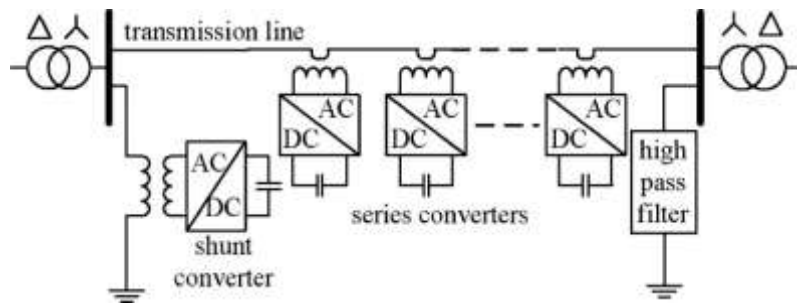 transmission line
AC
DC
AC
DC
AC
DC
AC
DC
high
pass
filter
series converters
shunt
converter